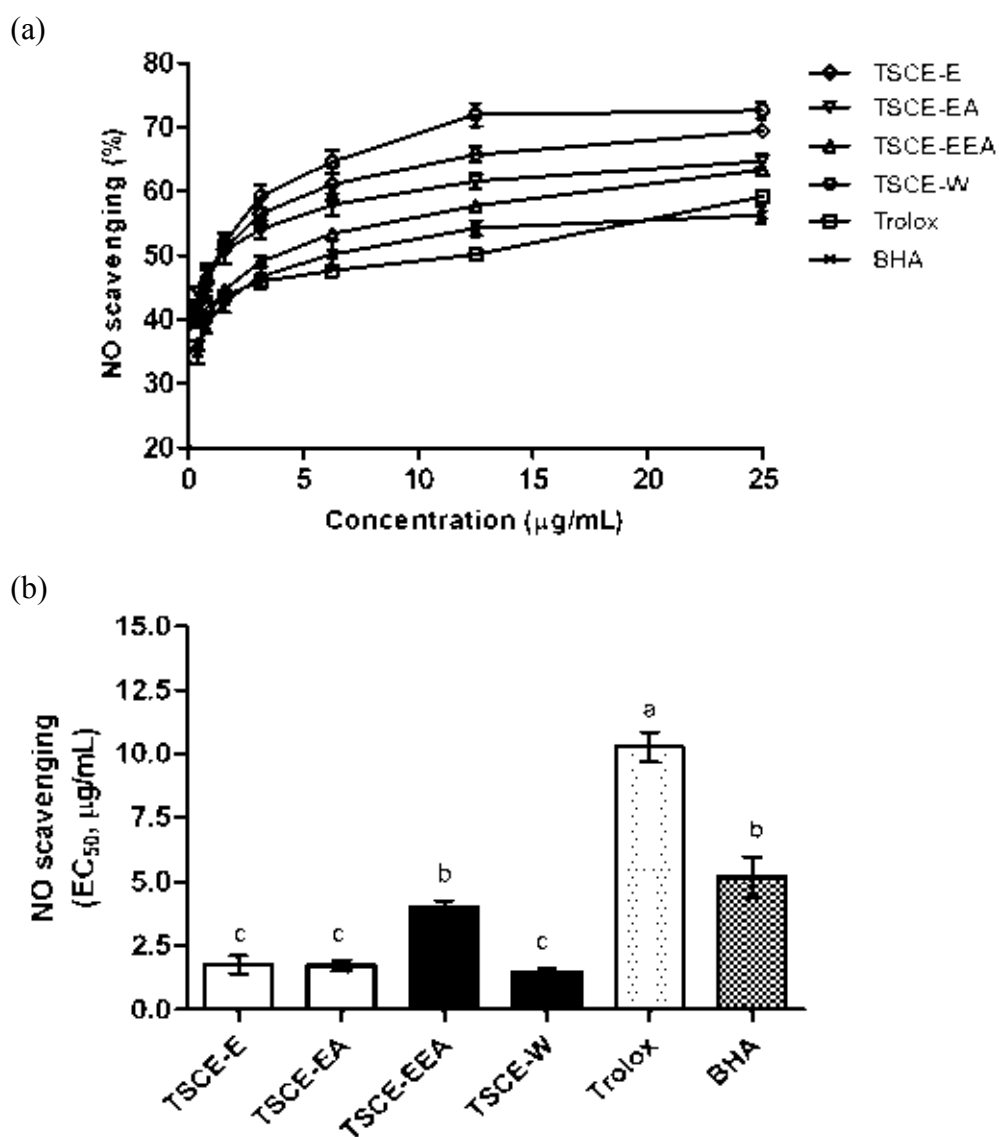 (a)
80
70
60
50
40
30
20
NO scavenging (%)
0 5 10 15 20 25
Concentration (μg/mL)
TSCE-E
TSCE-EA
TSCE-EEA
TSCE-W
Trolox
BHA
(b)
15.0
12.5
10.0
7.5
5.0
2.5
0.0
NO scavenging
(EC50, μg/mL)
c c b c a b
TSCE-E TSCE-EA TSCE-EEA TSCE-W Trolox BHA